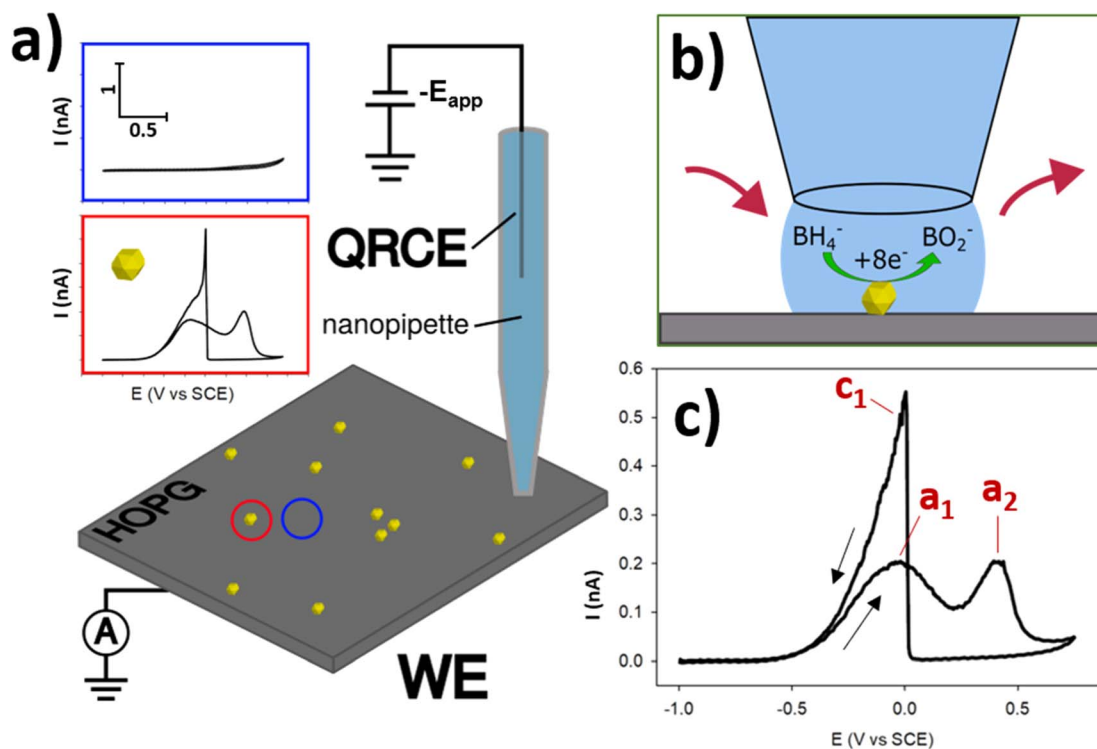 a)
I (nA)
1
0.5
I (nA)
E (V vs SCE)
-E_app
QRCE
nanopipette
HOPG
A
WE
b)
BH₄⁻
BO₂⁻
+8e⁻
c)
c₁
a₁
a₂
I (nA)
0.6
0.5
0.4
0.3
0.2
0.1
0.0
-1.0
-0.5
0.0
0.5
E (V vs SCE)